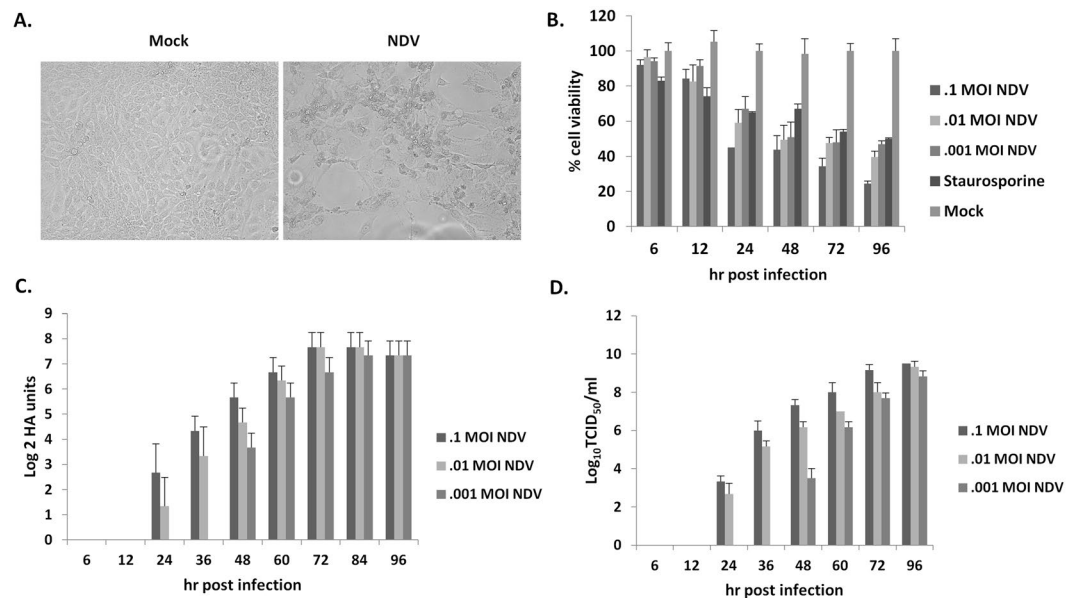 A.
Mock
NDV
B.
% cell viability
120
100
80
60
40
20
0
6 12 24 48 72 96
hr post infection
.1 MOI NDV
.01 MOI NDV
.001 MOI NDV
Staurosporine
Mock
C.
Log 2 HA units
9
8
7
6
5
4
3
2
1
0
6 12 24 36 48 60 72 84 96
hr post infection
.1 MOI NDV
.01 MOI NDV
.001 MOI NDV
D.
Log10TCID50/ml
12
10
8
6
4
2
0
6 12 24 36 48 60 72 96
hr post infection
.1 MOI NDV
.01 MOI NDV
.001 MOI NDV